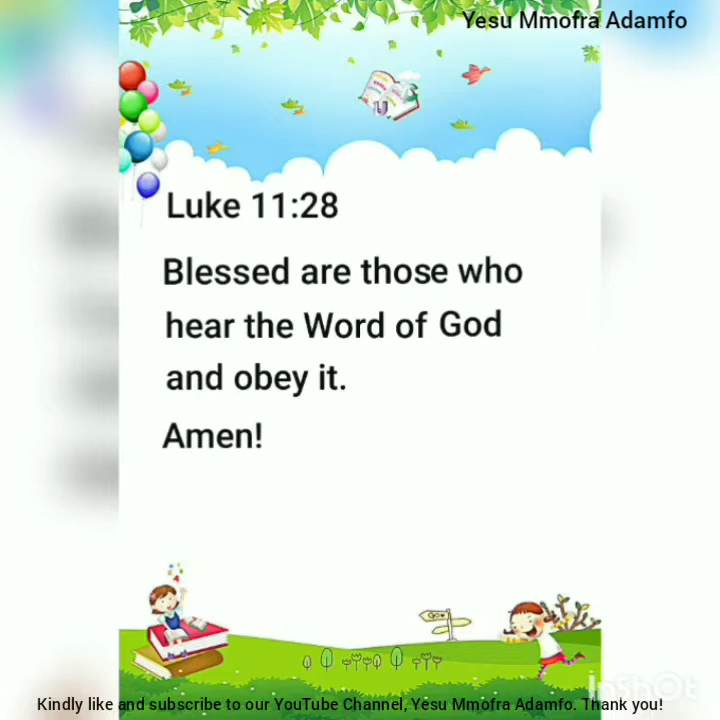 Yesu Mmofra Adamfo
Luke 11:28
Blessed are those who
hear the Word of God
and obey it.
Amen!
InShOt
Kindly like and subscribe to our YouTube Channel, Yesu Mmofra Adamfo. Thank you!